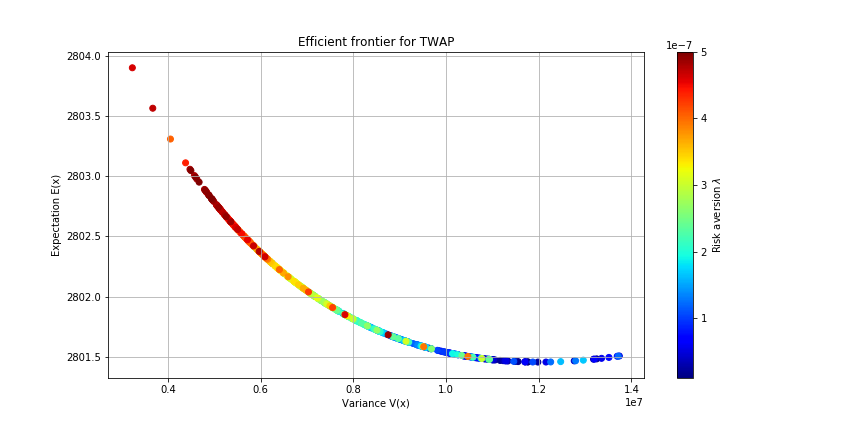 Efficient frontier for TWAP
1e−7
2804.0
2803.5
2803.0
2802.5
2802.0
2801.5
Expectation E(x)
0.4
0.6
0.8
1.0
1.2
1.4
1e7
Variance V(x)
5
4
3
2
1
Risk aversion λ